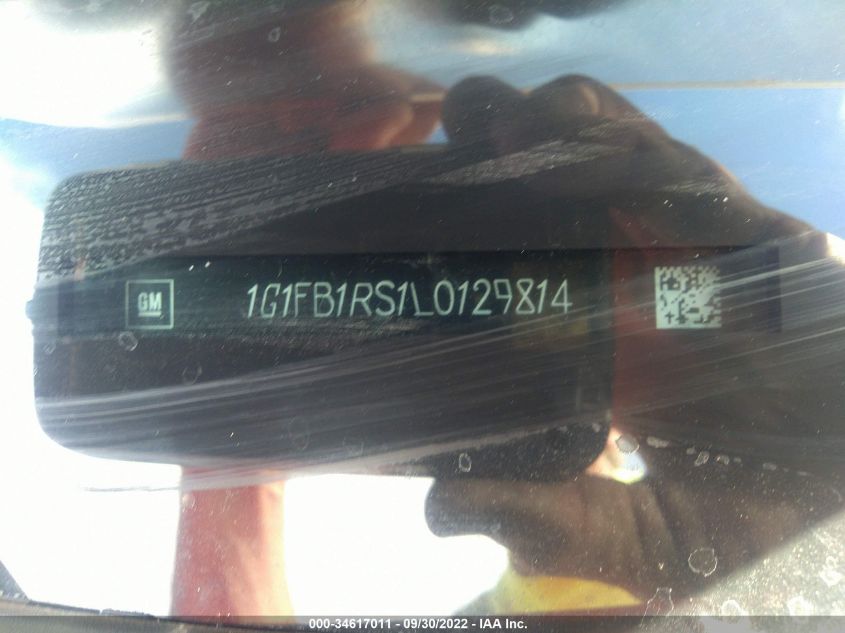 GM 1G1FB1RS1L0129814
000-34617011 - 09/30/2022 - IAA Inc.